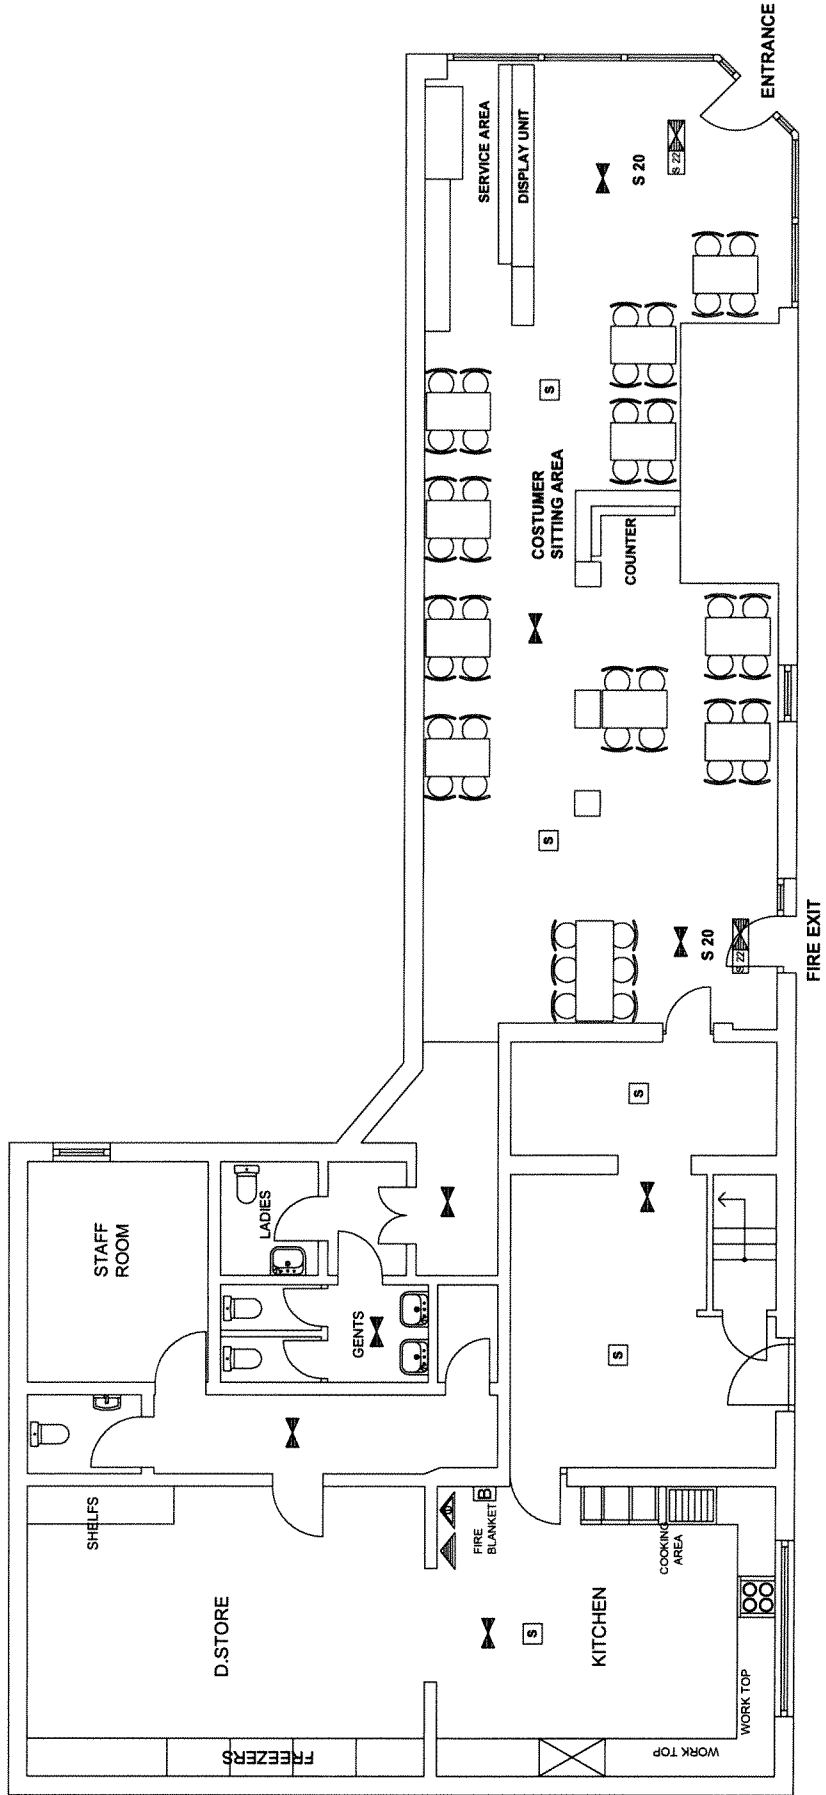 ENTRANCE
SERVICE AREA
DISPLAY UNIT
S 20
S 22
S
COSTUMER
SITTING AREA
COUNTER
S
S 20
S 22
FIRE EXIT
S
STAFF
ROOM
LADIES
GENTS
S
SHELFS
FIRE
BLANKET
B
COOKING
AREA
D.STORE
S
KITCHEN
FREEZERS
WORK TOP
WORK TOP